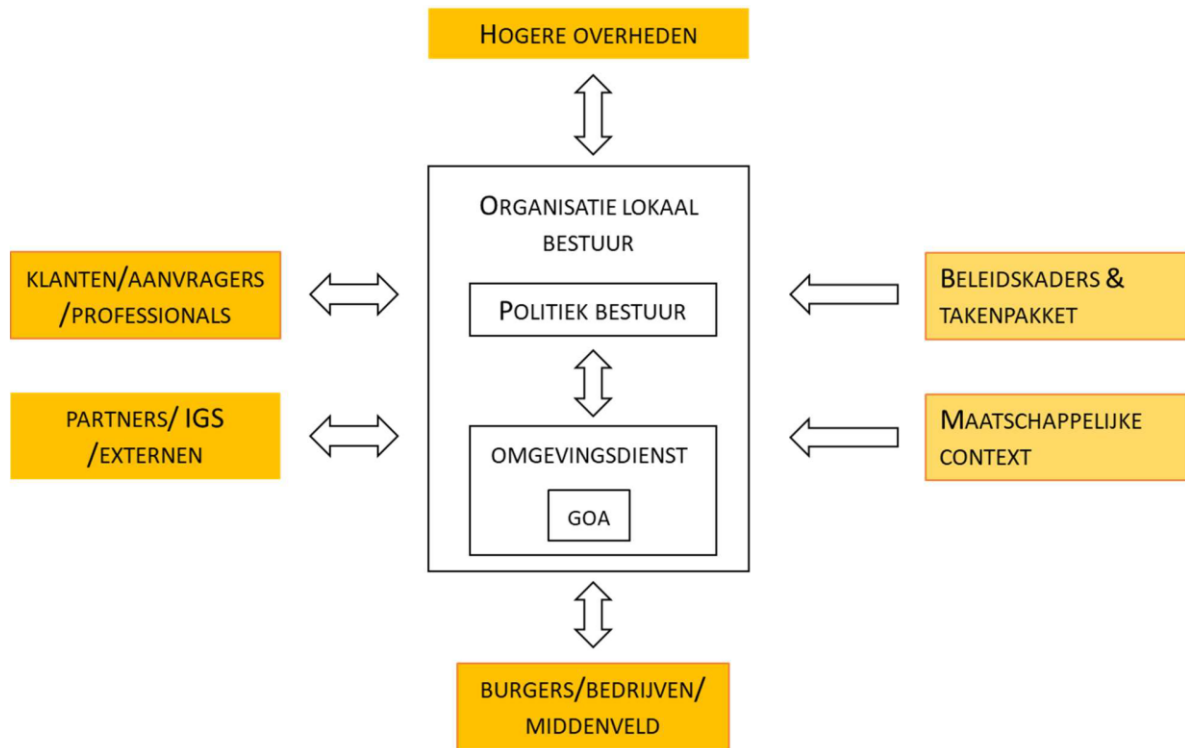 HOGERE OVERHEDEN
ORGANISATIE LOKAAL
BESTUUR
KLANTEN/AANVRAGERS
/PROFESSIONALS
POLITIEK BESTUUR
BELEIDSKADERS &
TAKENPAKKET
PARTNERS/ IGS
/EXTERNEN
OMGEVINGSDIENST
GOA
MAATSCHAPPELIJKE
CONTEXT
BURGERS/BEDRIJVEN/
MIDDENVELD